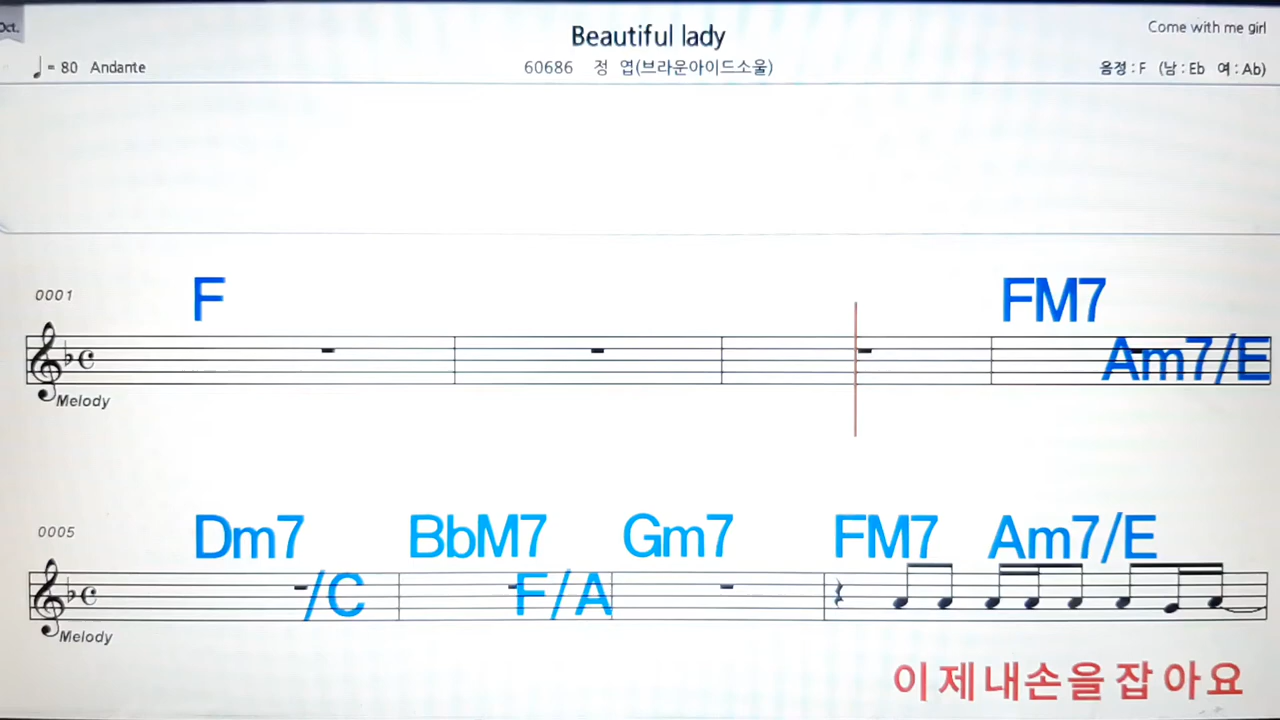 Oct.
Beautiful lady
Come with me girl
♩ = 80 Andante
60686 정 엽(브라운아이드소울)
음정 : F (남 : Eb 여 : Ab)
0001
F
FM7
Am7/E
Melody
0005
Dm7
/C
BbM7
F/A
Gm7
FM7
Am7/E
Melody
이제내손을잡아요